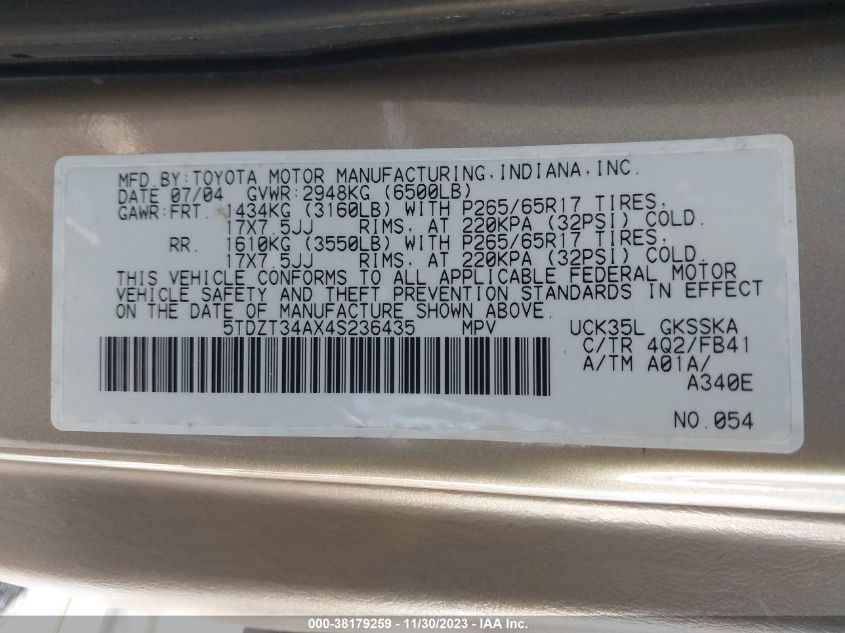 MFD.BY:TOYOTA MOTOR MANUFACTURING.INDIANA.INC.
DATE 07/04 GVWR:2948KG (6500LB)
GAWR:FRT. 1434KG (3160LB) WITH P265/65R17 TIRES.
17X7.5JJ RIMS. AT 220KPA (32PSI) COLD.
RR. 1610KG (3550LB) WITH P265/65R17 TIRES.
17X7.5JJ RIMS. AT 220KPA (32PSI) COLD.
THIS VEHICLE CONFORMS TO ALL APPLICABLE FEDERAL MOTOR
VEHICLE SAFETY AND THEFT PREVENTION STANDARDS IN EFFECT
ON THE DATE OF MANUFACTURE SHOWN ABOVE.
5TDZT34AX4S236435 MPV UCK35L GKSSKA
C/TR 4Q2/FB41
A/TM A01A/
A340E
NO.054
000-38179259 - 11/30/2023 - IAAI.com